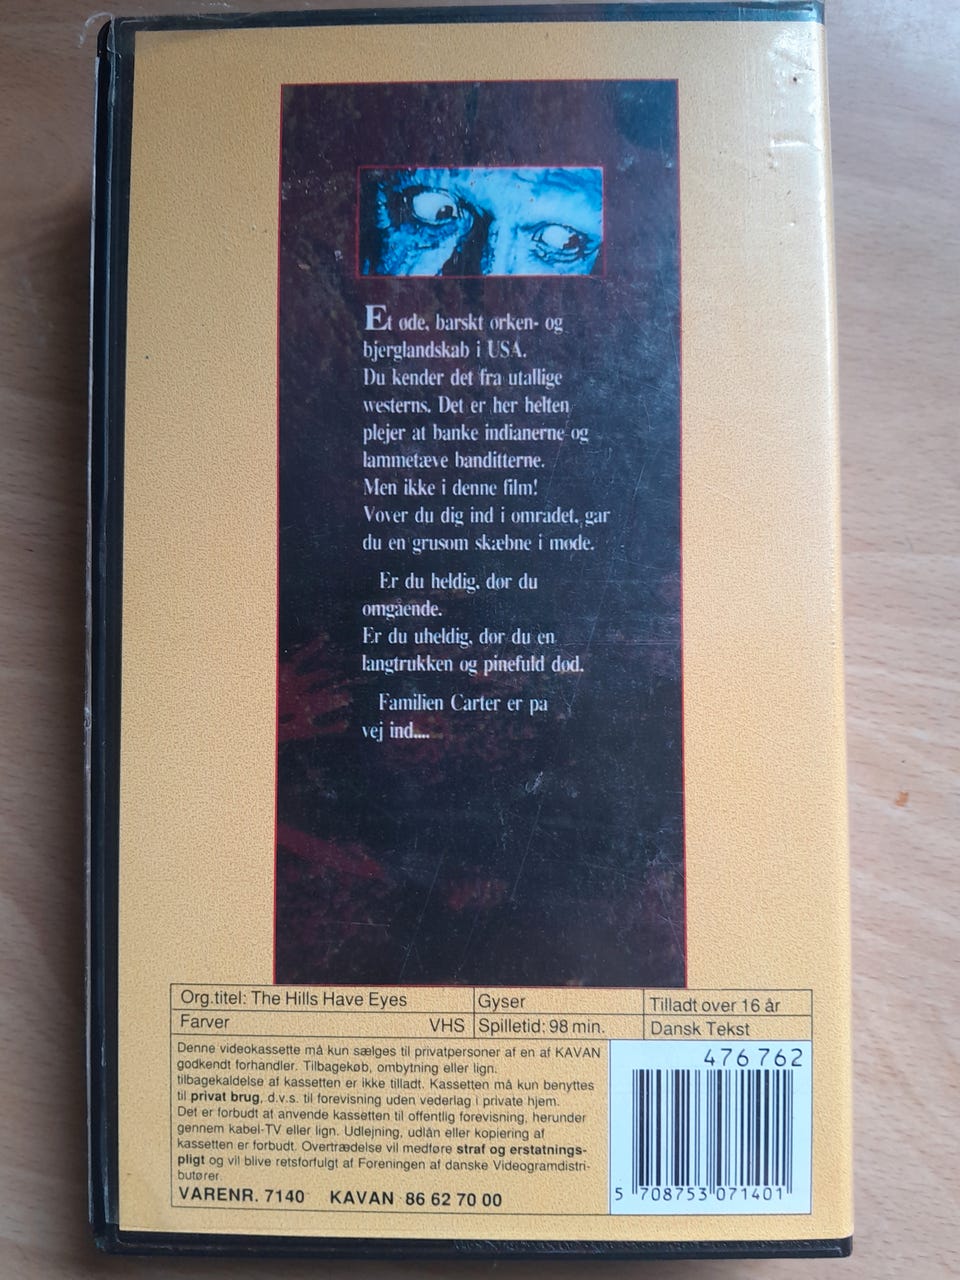 Et øde, barskt ørken- og
bjerglandskab i USA.
Du kender det fra utallige
westerns. Det er her helten
plejer at banke indianerne og
lammetæve banditterne.
Men ikke i denne film!
Vover du dig ind i området, går
du en grusom skæbne i møde.
Er du heldig, dør du
omgående.
Er du uheldig, dør du en
langtrukken og pinefuld død.
Familien Carter er på
vej ind....
Org.titel: The Hills Have Eyes
Gyser
Tilladt over 16 år
Farver VHS
Spilletid: 98 min.
Dansk Tekst
Denne videokassette må kun sælges til privatpersoner af en af KAVAN
godkendt forhandler. Tilbagekøb, ombytning eller lign.
tilbagekaldelse af kassetten er ikke tilladt. Kassetten må kun benyttes
til privat brug, d.v.s. til forevisning uden vederlag i private hjem.
Det er forbudt at anvende kassetten til offentlig forevisning, herunder
gennem kabel-TV eller lign. Udlejning, udlån eller kopiering af
kassetten er forbudt. Overtrædelse vil medføre straf og erstatnings-
pligt og vil blive retsforfulgt af Foreningen af danske Videogramdistri-
butører.
VARENR. 7140 KAVAN 86 62 70 00
476762
5 708753 071401